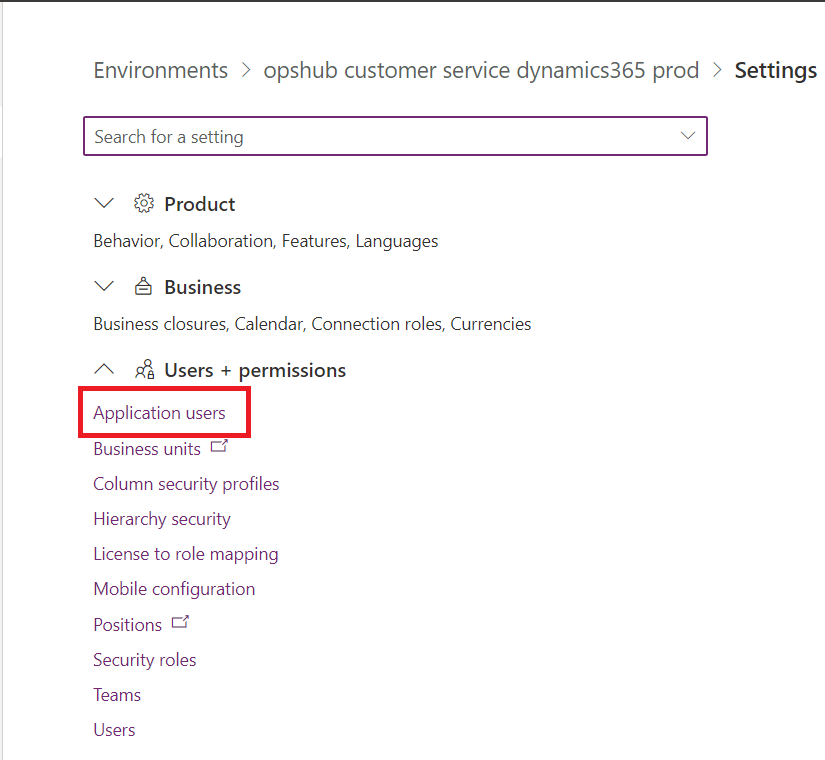 Environments > opshub customer service dynamics365 prod > Settings
Search for a setting
Product
Behavior, Collaboration, Features, Languages
Business
Business closures, Calendar, Connection roles, Currencies
Users + permissions
Application users
Business units
Column security profiles
Hierarchy security
License to role mapping
Mobile configuration
Positions
Security roles
Teams
Users